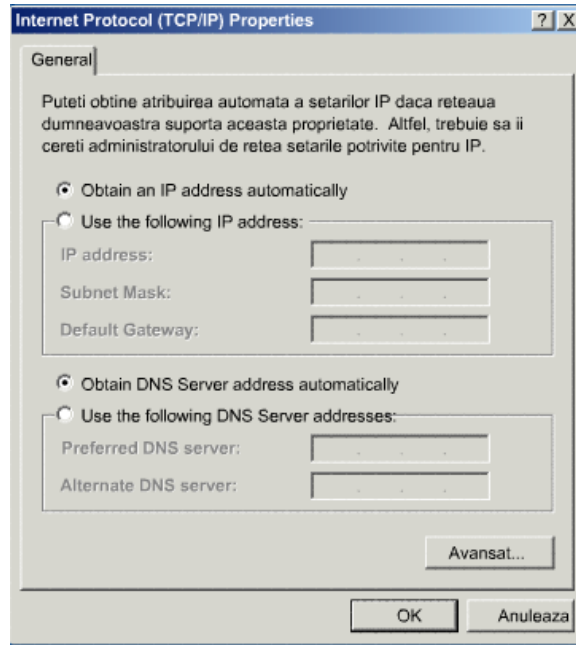 Internet Protocol (TCP/IP) Properties
General
Puteti obtine atribuirea automata a setarilor IP daca reteaua
dumneavoastra suporta aceasta proprietate. Altfel, trebuie sa ii
cereti administratorului de retea setarile potrivite pentru IP.
Obtain an IP address automatically
Use the following IP address:
IP address:
Subnet Mask:
Default Gateway:
Obtain DNS Server address automatically
Use the following DNS Server addresses:
Preferred DNS server:
Alternate DNS server:
Avansat...
OK Anuleaza